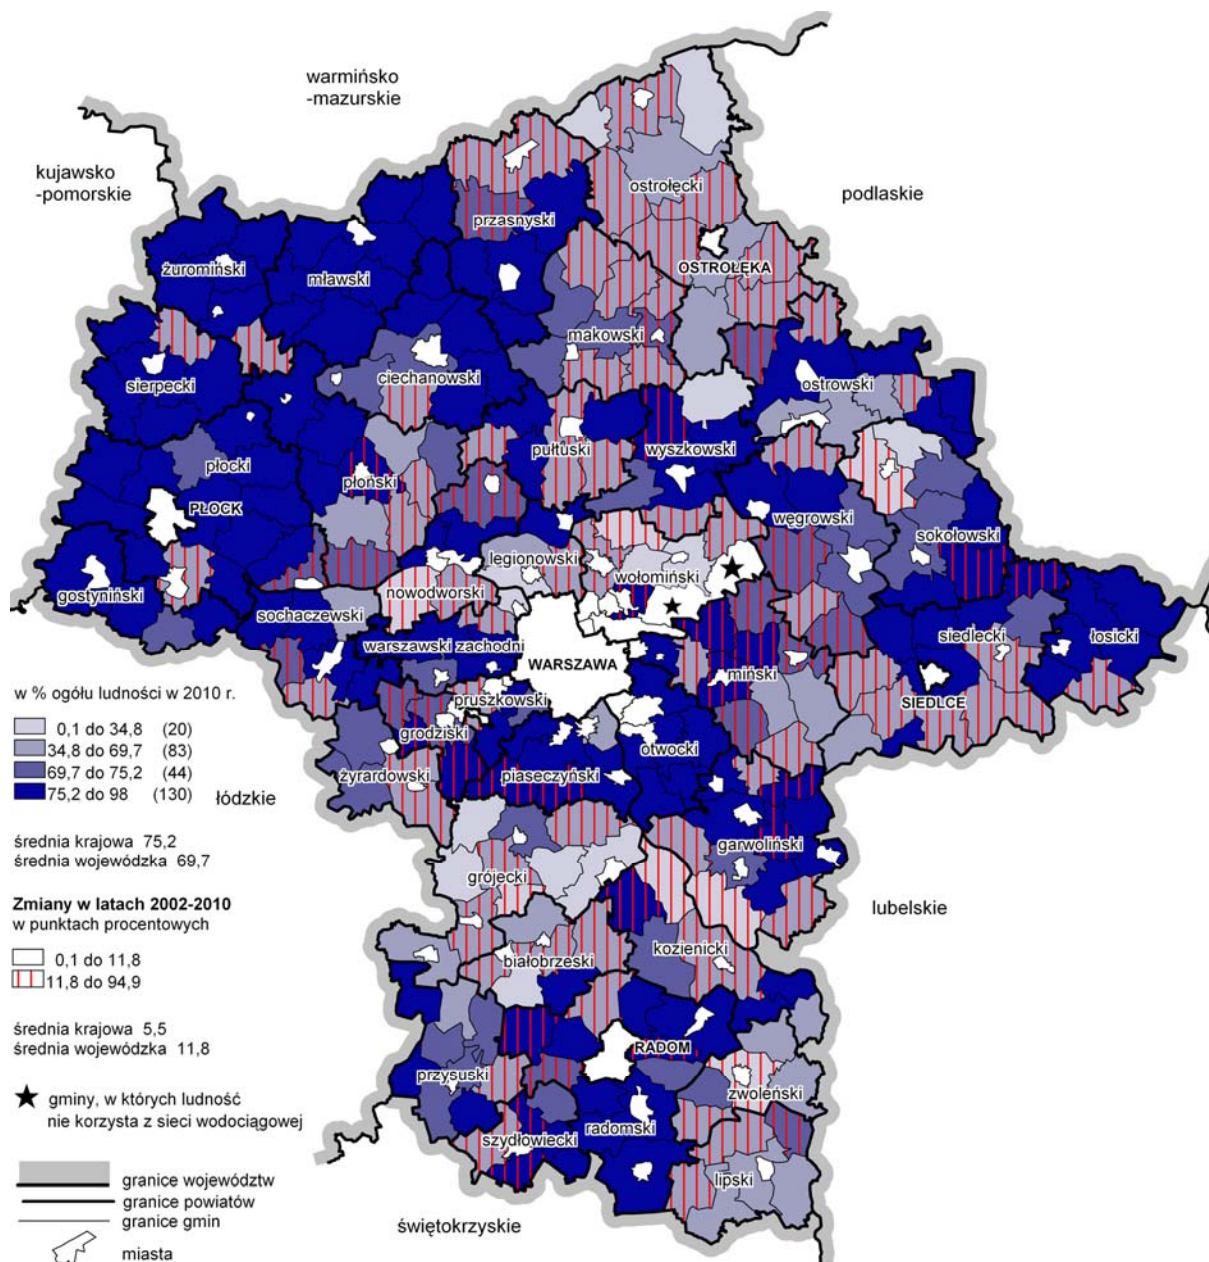 warmińsko
-mazurskie
kujawsko
-pomorskie
podlaskie
ostrołęcki
przasnyski
żuromiński
mławski
OSTROŁĘKA
makowski
sierpecki
ciechanowski
ostrowski
płocki
płoński
pułtuski
wyszkowski
PŁOCK
węgrowski
sokołowski
legionowski
wołomiński
gostyniński
nowodworski
sochaczewski
siedlecki
łosicki
warszawski zachodni
WARSZAWA
miński
SIEDLCE
pruszkowski
grodziski
otwocki
żyrardowski
piaseczyński
łódzkie
garwoliński
grójecki
lubelskie
białobrzeski
kozienicki
RADOM
przysuski
zwoleński
szydłowiecki
radomski
lipski
świętokrzyskie
w % ogółu ludności w 2010 r.
0,1 do 34,8 (20)
34,8 do 69,7 (83)
69,7 do 75,2 (44)
75,2 do 98 (130)
średnia krajowa 75,2
średnia wojewódzka 69,7
Zmiany w latach 2002-2010
w punktach procentowych
0,1 do 11,8
11,8 do 94,9
średnia krajowa 5,5
średnia wojewódzka 11,8
gminy, w których ludność
nie korzysta z sieci wodociągowej
granice województw
granice powiatów
granice gmin
miasta